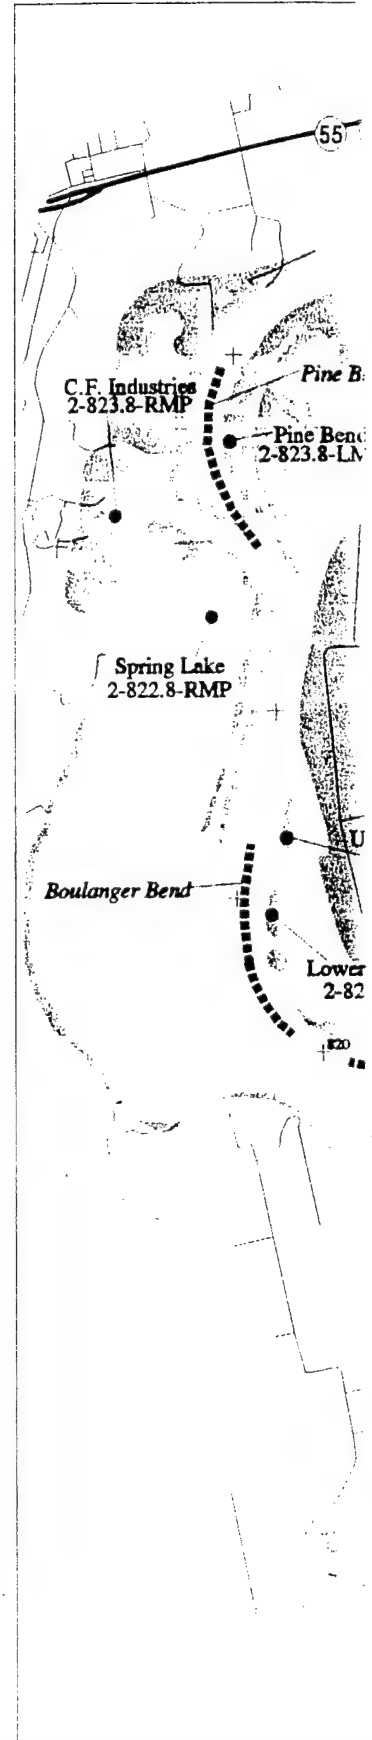 55
Pine B
C.F. Industries
2-823.8-RMP
Pine Bend
2-823.8-LM
Spring Lake
2-822.8-RMP
U
Boulanger Bend
Lower
2-82
820